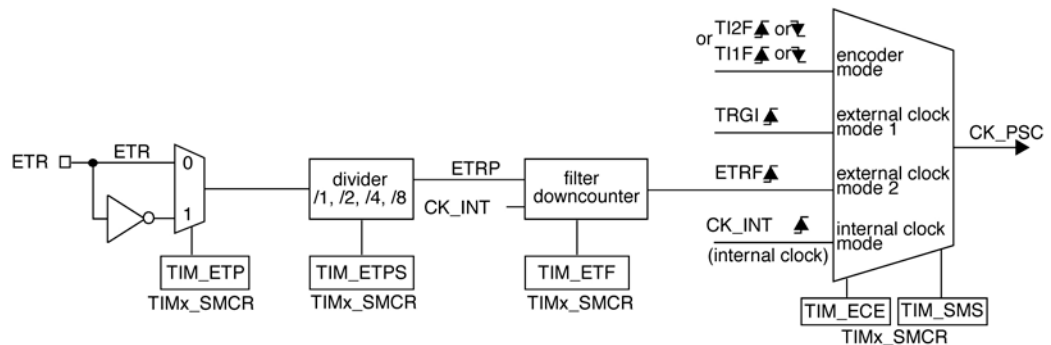 or TI2F or
TI1F or
encoder
mode
TRGI
external clock
mode 1
CK_PSC
ETR
ETR
0
1
divider
/1, /2, /4, /8
ETRP
CK_INT
filter
downcounter
ETRF
external clock
mode 2
CK_INT
(internal clock)
internal clock
mode
TIM_ETP
TIMx_SMCR
TIM_ETPS
TIMx_SMCR
TIM_ETF
TIMx_SMCR
TIM_ECE
TIM_SMS
TIMx_SMCR